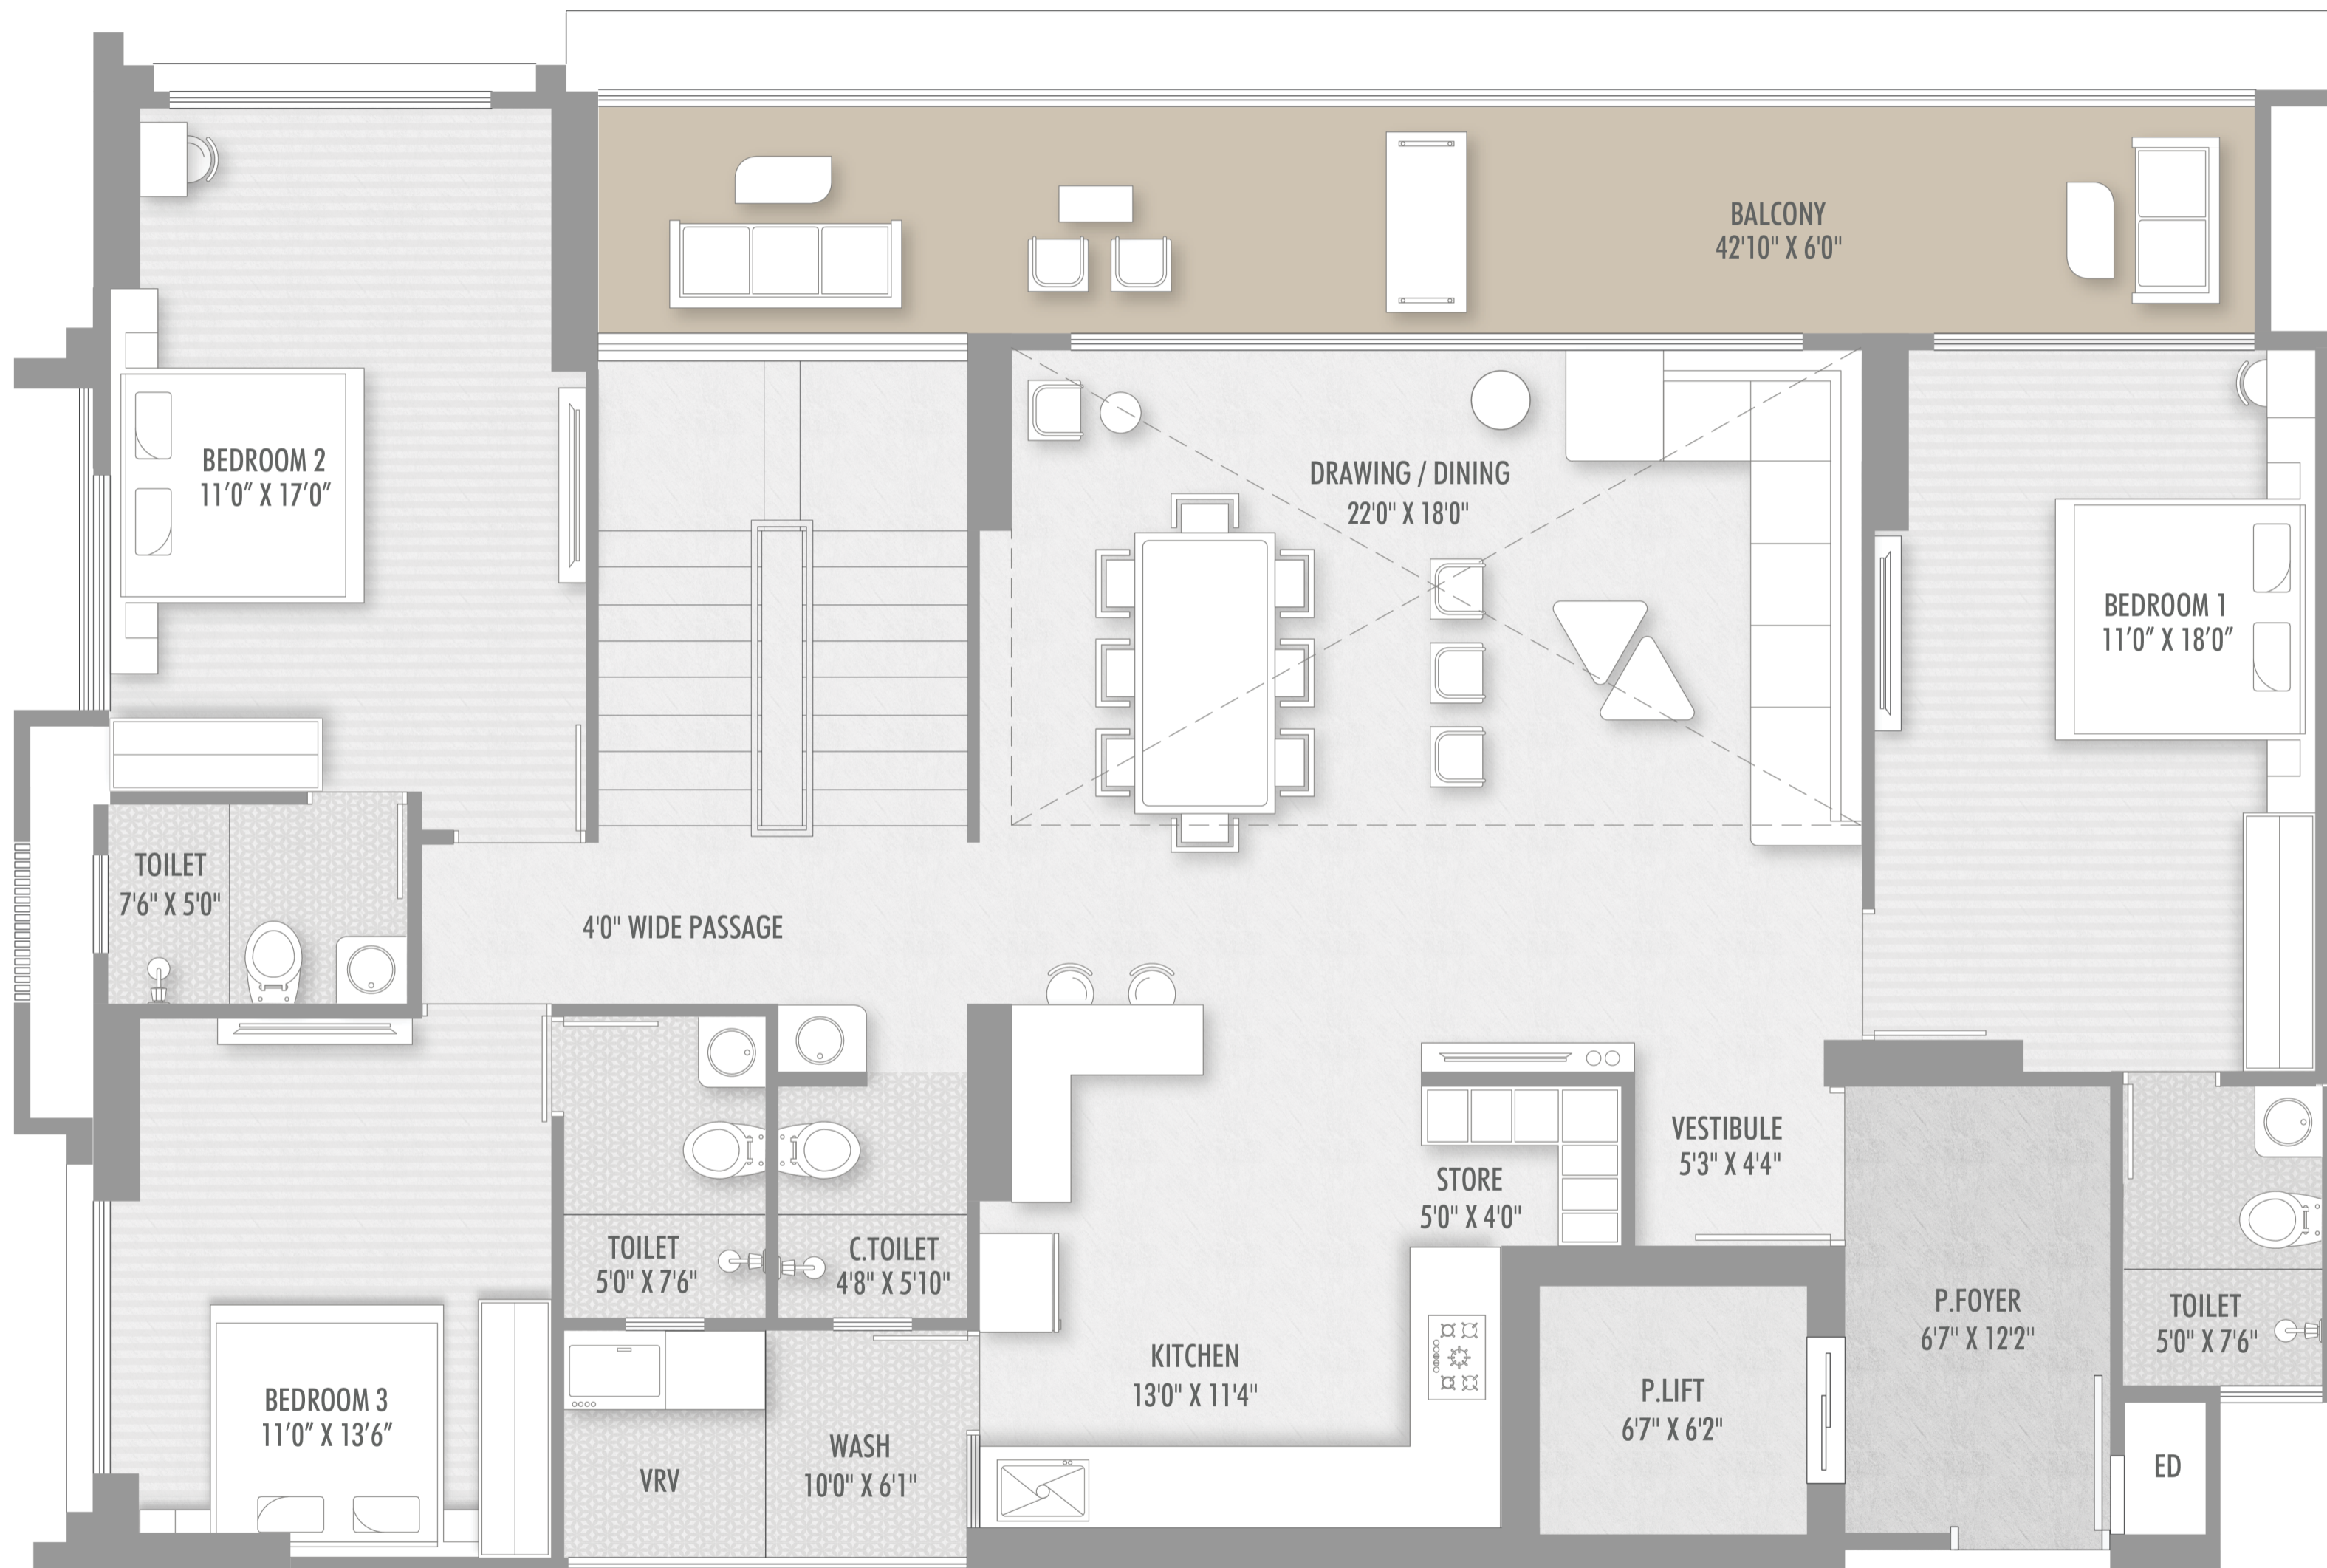 BALCONY
42'10" X 6'0"
BEDROOM 2
11'0" X 17'0"
DRAWING / DINING
22'0" X 18'0"
BEDROOM 1
11'0" X 18'0"
TOILET
7'6" X 5'0"
4'0" WIDE PASSAGE
VESTIBULE
5'3" X 4'4"
STORE
5'0" X 4'0"
TOILET
5'0" X 7'6"
C.TOILET
4'8" X 5'10"
P.FOYER
6'7" X 12'2"
TOILET
5'0" X 7'6"
KITCHEN
13'0" X 11'4"
P.LIFT
6'7" X 6'2"
BEDROOM 3
11'0" X 13'6"
WASH
10'0" X 6'1"
VRV
ED